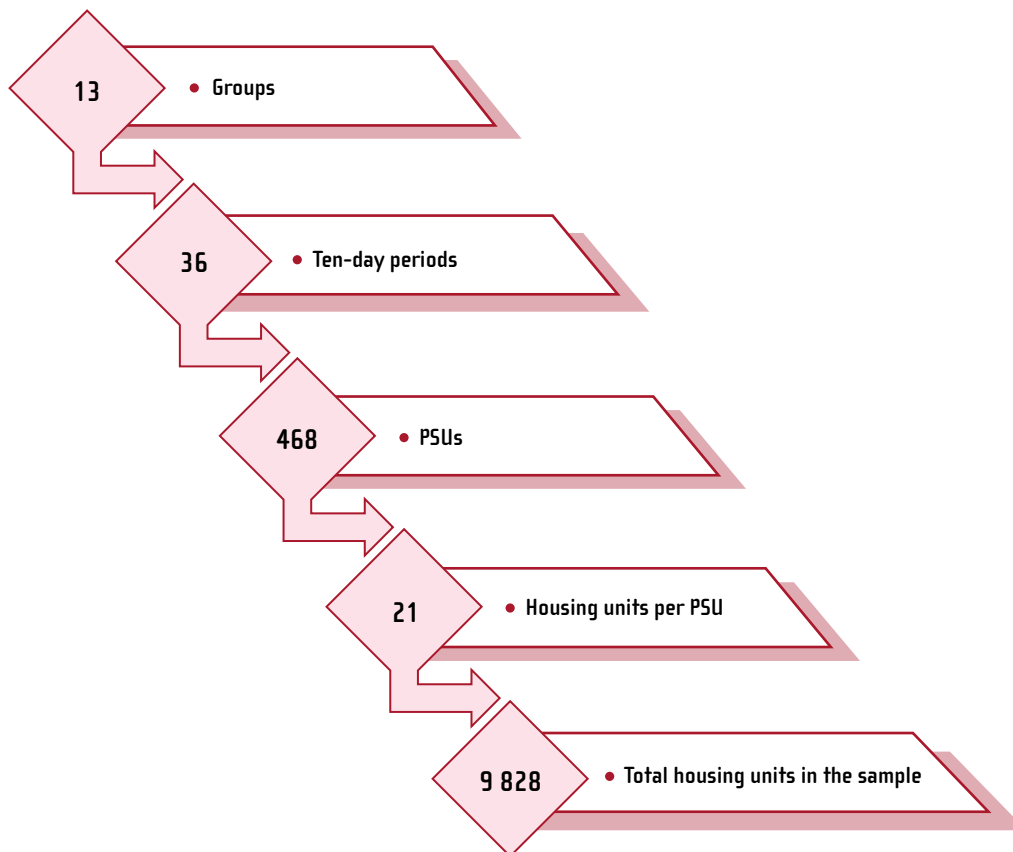 13
• Groups
36
• Ten-day periods
468
• PSUs
21
• Housing units per PSU
9 828
• Total housing units in the sample